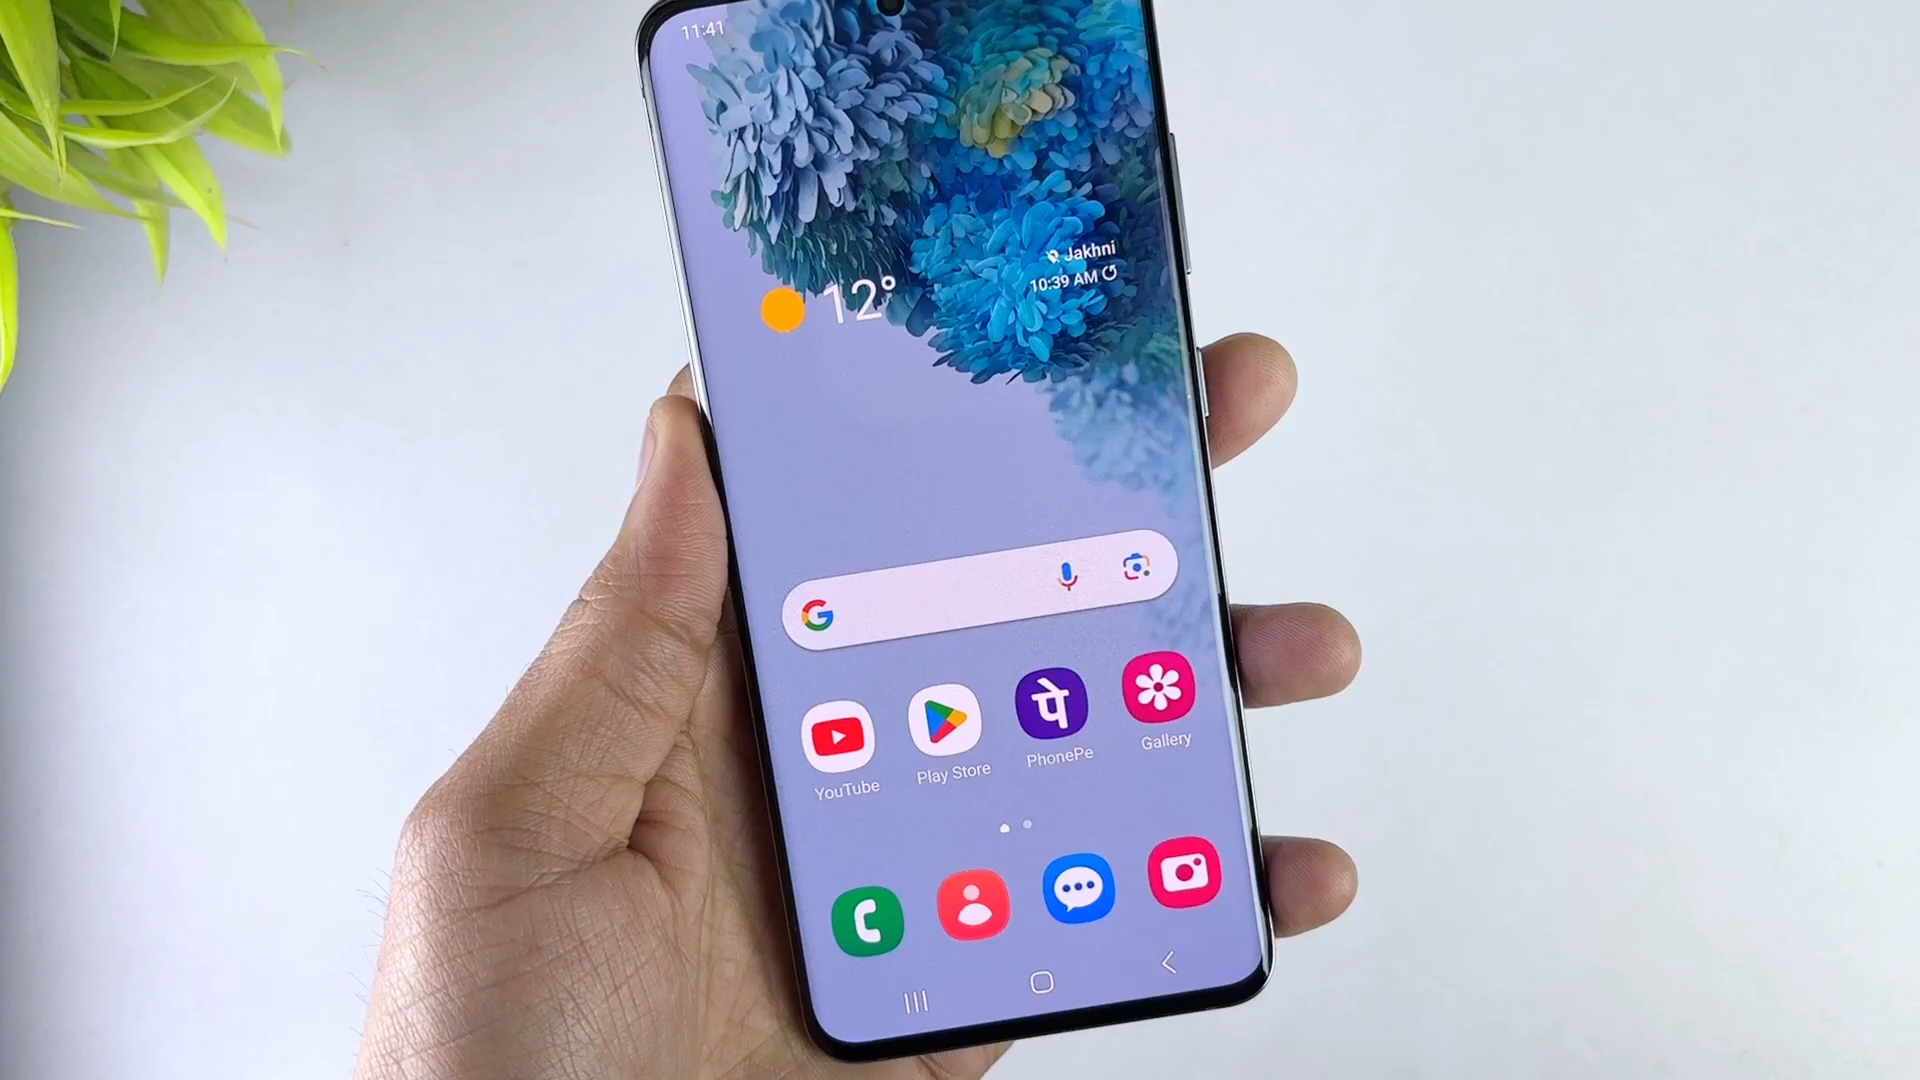 11:41
12°
Jakhni
10:39 AM
G
पे
YouTube
Play Store
PhonePe
Gallery